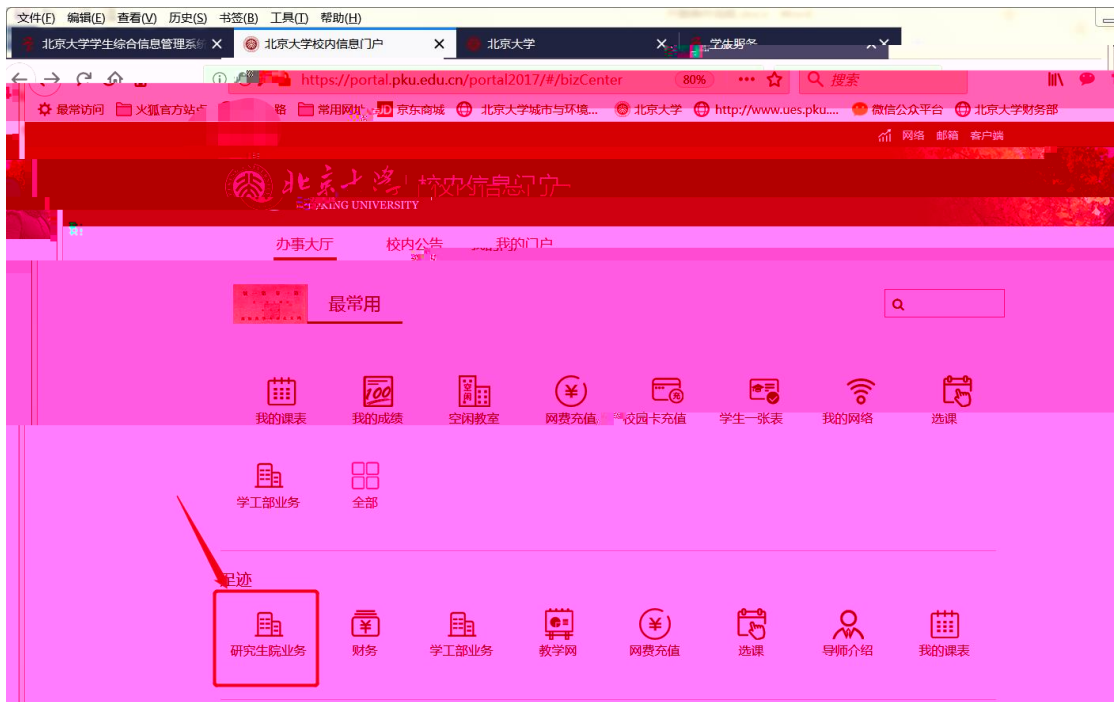 文件(F) 编辑(E) 查看(V) 历史(S) 书签(B) 工具(T) 帮助(H)
北京大学学生综合信息管理系统 北京大学校内信息门户 北京大学
https://portal.pku.edu.cn/portal2017/#/bizCenter 80% 搜索
最常访问 火狐官方站点 常用网址 京东商城 北京大学城市与环境... 北京大学 http://www.ues.pku.... 微信公众平台 北京大学财务部
网络 邮箱 客户端
北京大学 校内信息门户
PEKING UNIVERSITY
办事大厅 校内公告 我的门户
最常用
我的课表 我的成绩 空闲教室 网费充值 校园卡充值 学生一张表 我的网络 选课
学工部业务 全部
足迹
研究生院业务 财务 学工部业务 教学网 网费充值 选课 导师介绍 我的课表